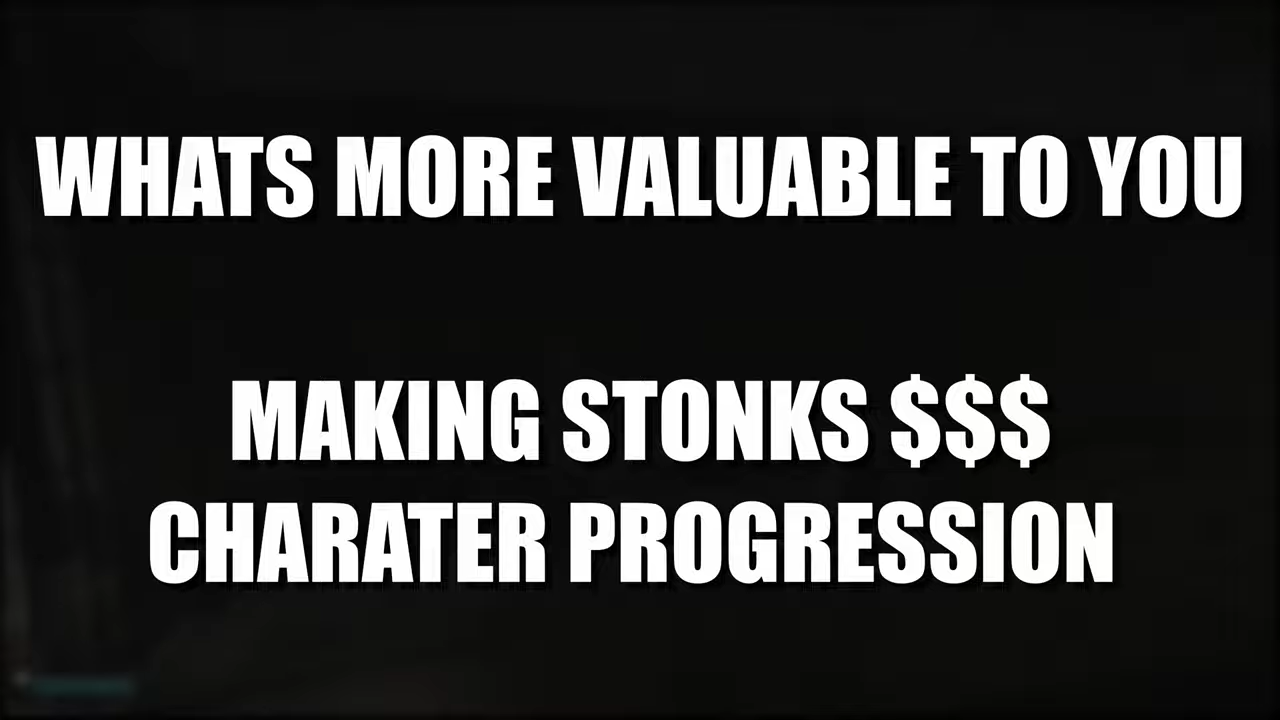 WHATS MORE VALUABLE TO YOU
MAKING STONKS $$$
CHARATER PROGRESSION